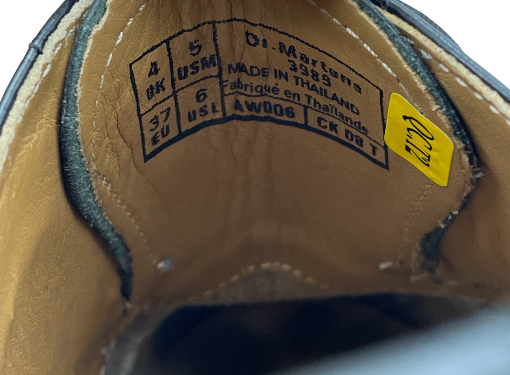 4 UK
5 USM
37 EU
6 USL
Dr. Martens
3989
MADE IN THAILAND
Fabriqué en Thaïlande
AW006
CK 08 T